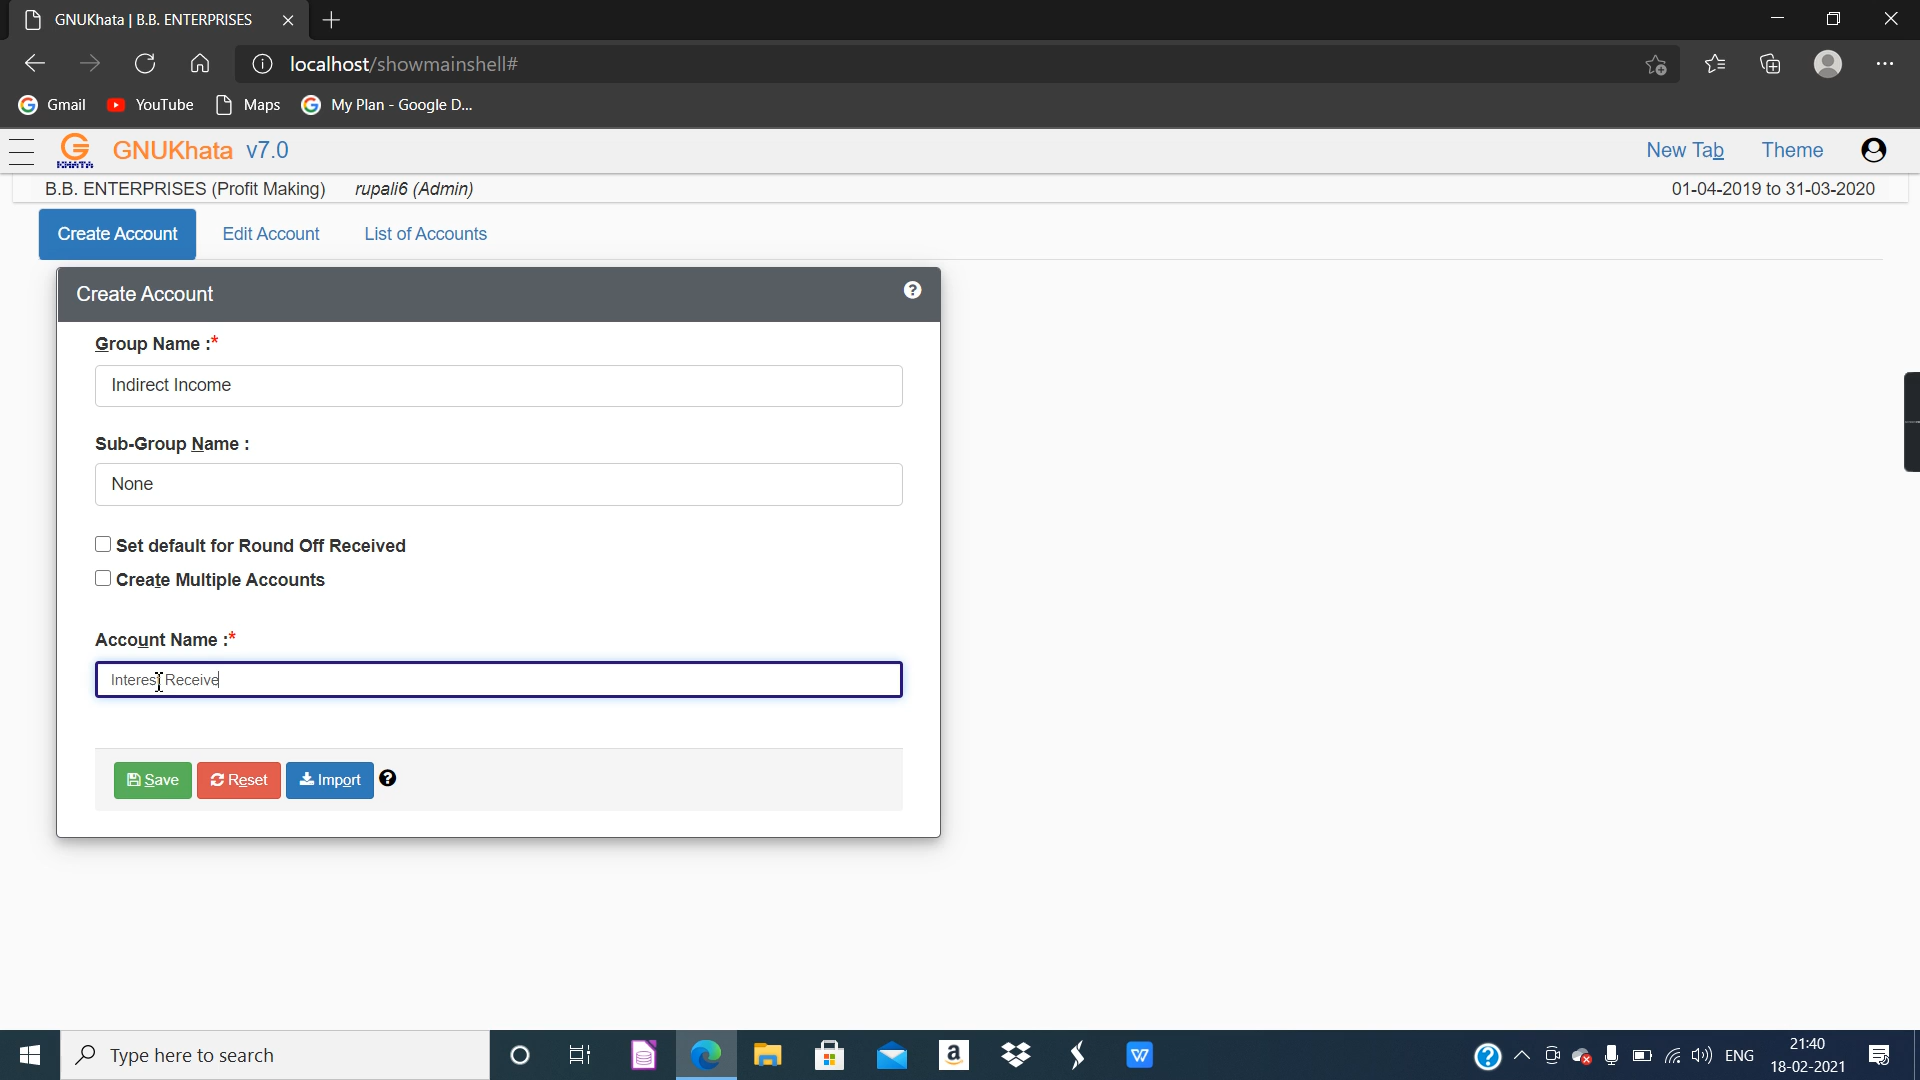 GNUKhata | B.B. ENTERPRISES
localhost/showmainshell#
Gmail YouTube Maps My Plan - Google D...
KHATA GNUKhata v7.0 New Tab Theme
B.B. ENTERPRISES (Profit Making) rupali6 (Admin) 01-04-2019 to 31-03-2020
Create Account Edit Account List of Accounts
Create Account
Group Name :*
Indirect Income
Sub-Group Name :
None
Set default for Round Off Received
Create Multiple Accounts
Account Name :*
Interest Receive
Save Reset Import
Type here to search
ENG
21:40
18-02-2021